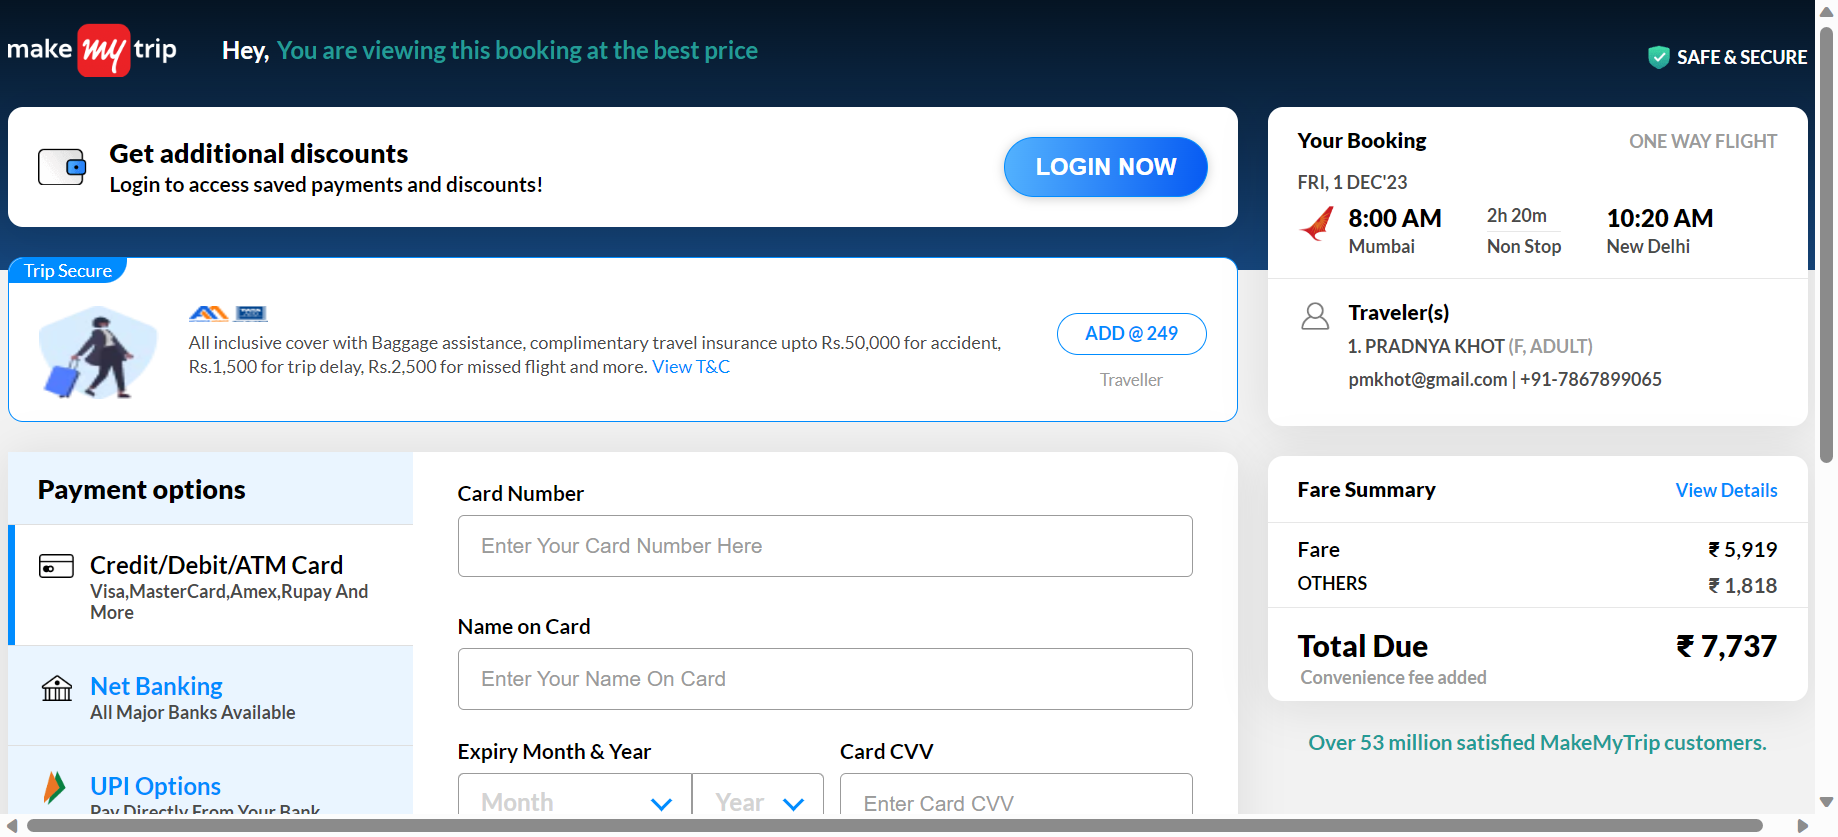 make my trip
Hey, You are viewing this booking at the best price
SAFE & SECURE
Get additional discounts
Login to access saved payments and discounts!
LOGIN NOW
Trip Secure
All inclusive cover with Baggage assistance, complimentary travel insurance upto Rs.50,000 for accident,
Rs.1,500 for trip delay, Rs.2,500 for missed flight and more. View T&C
ADD @ 249
Traveller
Payment options
Credit/Debit/ATM Card
Visa,MasterCard,Amex,Rupay And
More
Net Banking
All Major Banks Available
UPI Options
Pay Directly From Your Bank
Card Number
Enter Your Card Number Here
Name on Card
Enter Your Name On Card
Expiry Month & Year
Month
Year
Card CVV
Enter Card CVV
Your Booking
ONE WAY FLIGHT
FRI, 1 DEC'23
8:00 AM
2h 20m
10:20 AM
Mumbai
Non Stop
New Delhi
Traveler(s)
1. PRADNYA KHOT (F, ADULT)
pmkhot@gmail.com | +91-7867899065
Fare Summary
View Details
Fare
₹ 5,919
OTHERS
₹ 1,818
Total Due
₹ 7,737
Convenience fee added
Over 53 million satisfied MakeMyTrip customers.